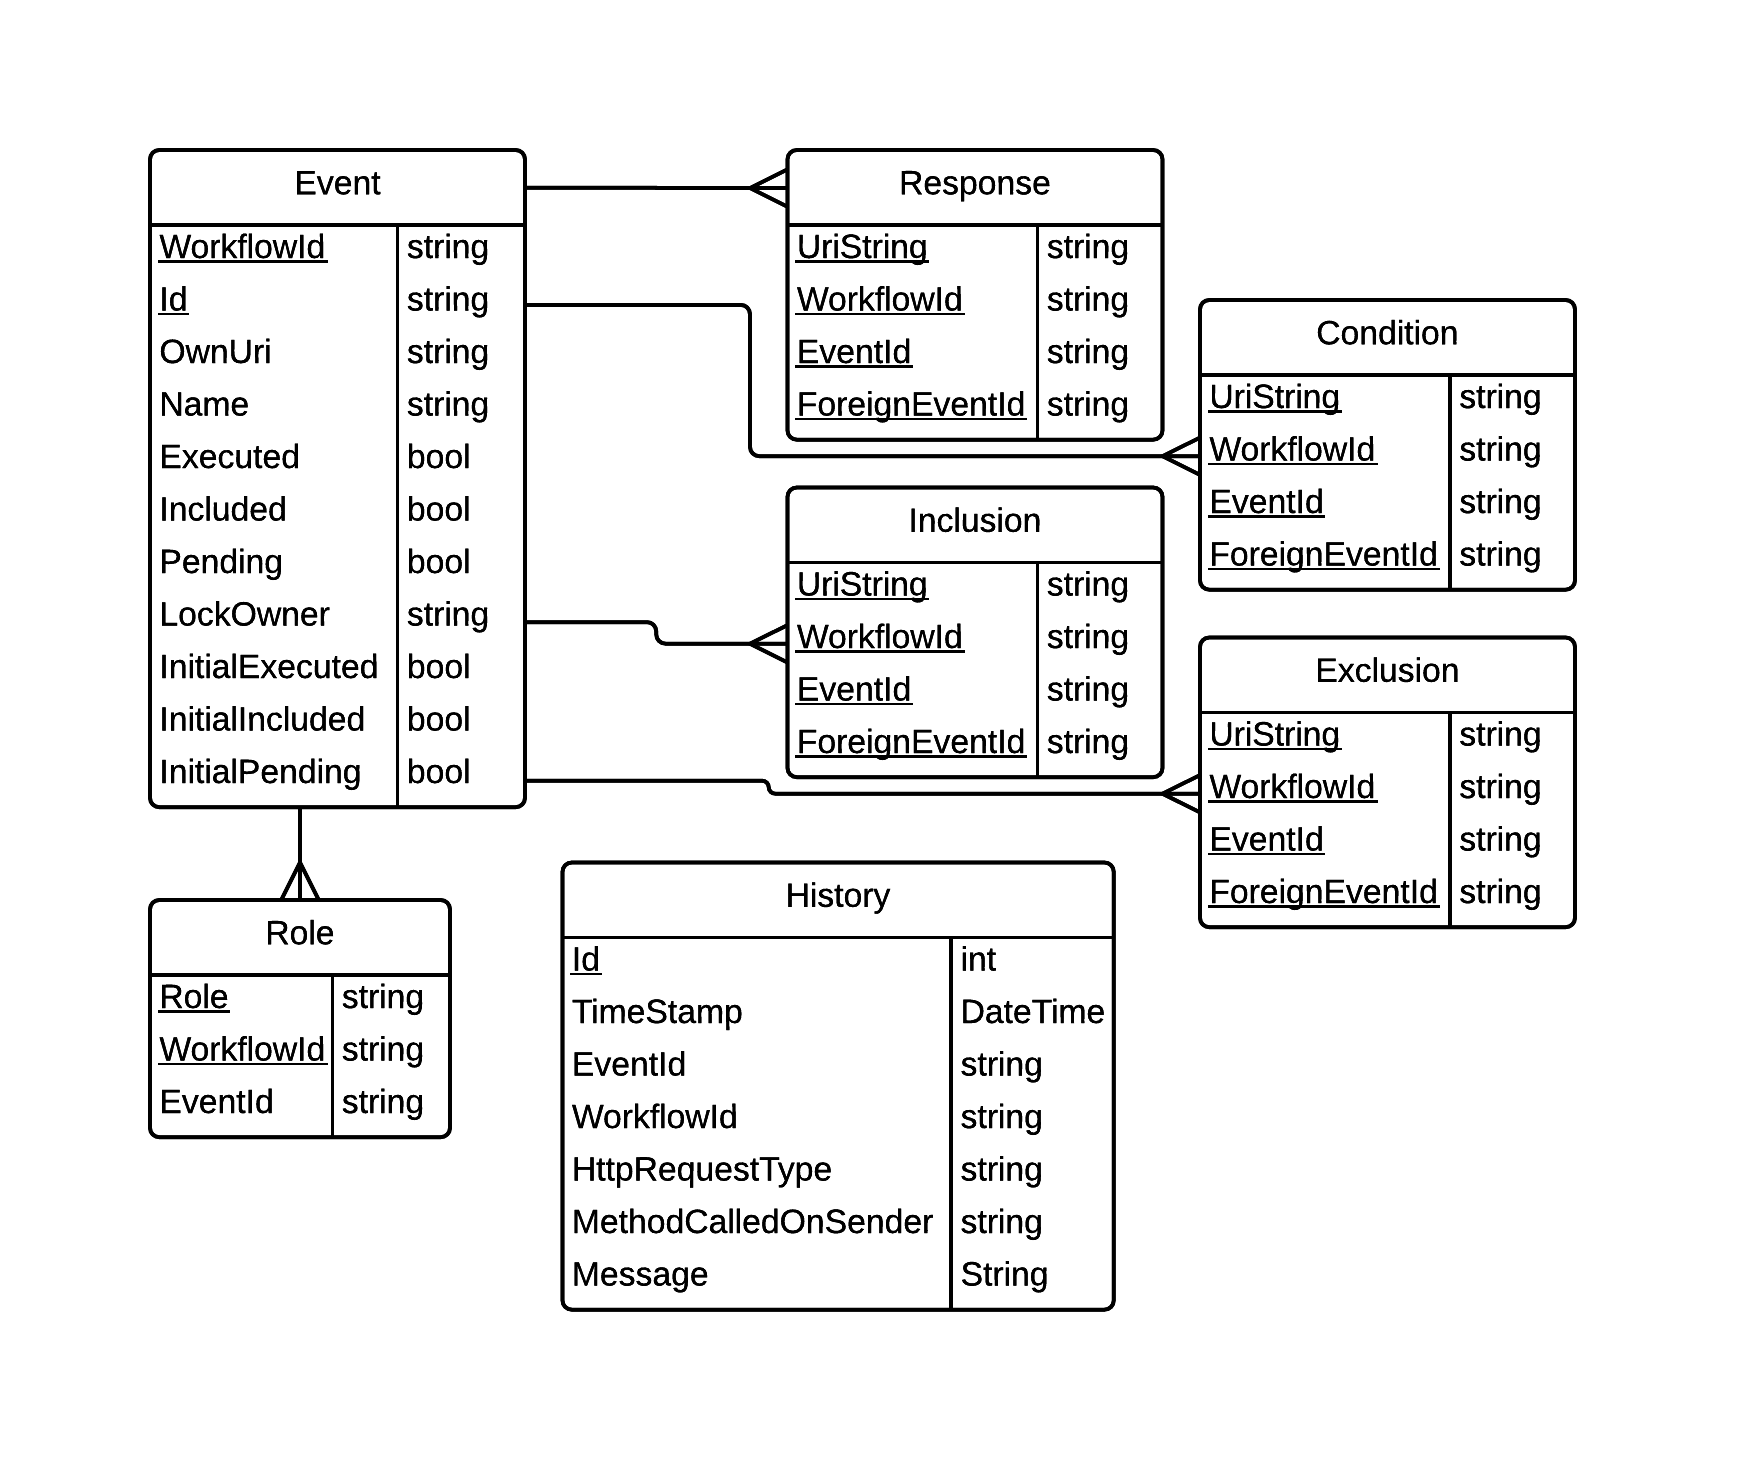 Event
WorkflowId string
Id string
OwnUri string
Name string
Executed bool
Included bool
Pending bool
LockOwner string
InitialExecuted bool
InitialIncluded bool
InitialPending bool
Response
UriString string
WorkflowId string
EventId string
ForeignEventId string
Condition
UriString string
WorkflowId string
EventId string
ForeignEventId string
Inclusion
UriString string
WorkflowId string
EventId string
ForeignEventId string
Exclusion
UriString string
WorkflowId string
EventId string
ForeignEventId string
Role
Role string
WorkflowId string
EventId string
History
Id int
TimeStamp DateTime
EventId string
WorkflowId string
HttpRequestType string
MethodCalledOnSender string
Message String